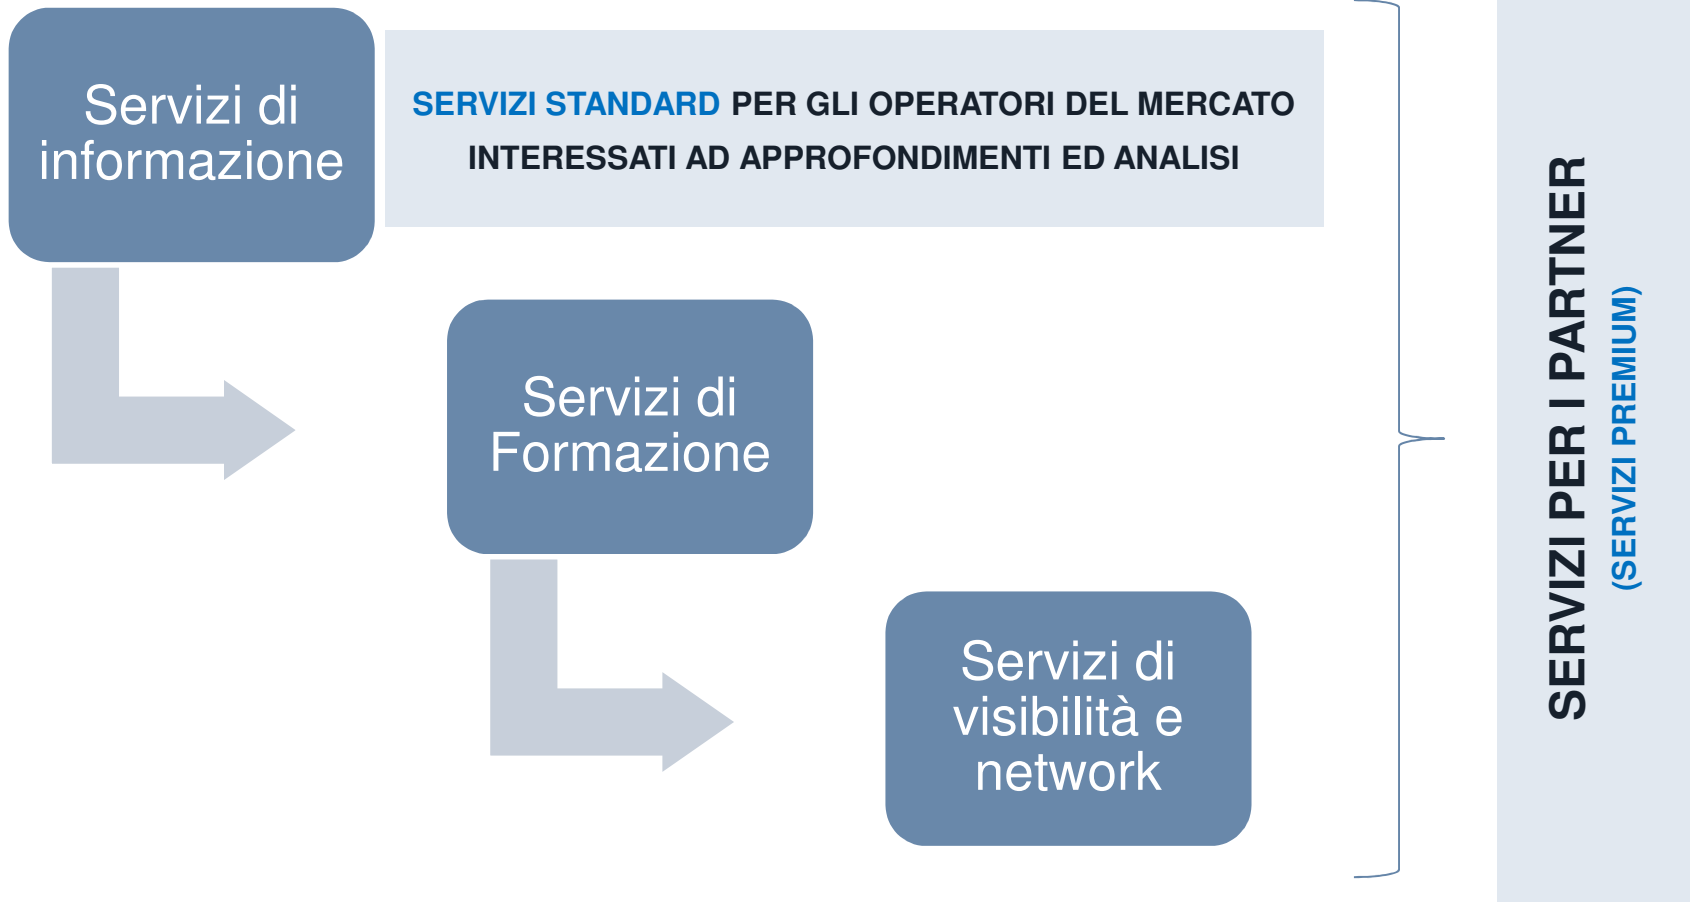 Servizi di
informazione
SERVIZI STANDARD PER GLI OPERATORI DEL MERCATO
INTERESSATI AD APPROFONDIMENTI ED ANALISI
Servizi di
Formazione
Servizi di
visibilità e
network
SERVIZI PER I PARTNER
(SERVIZI PREMIUM)